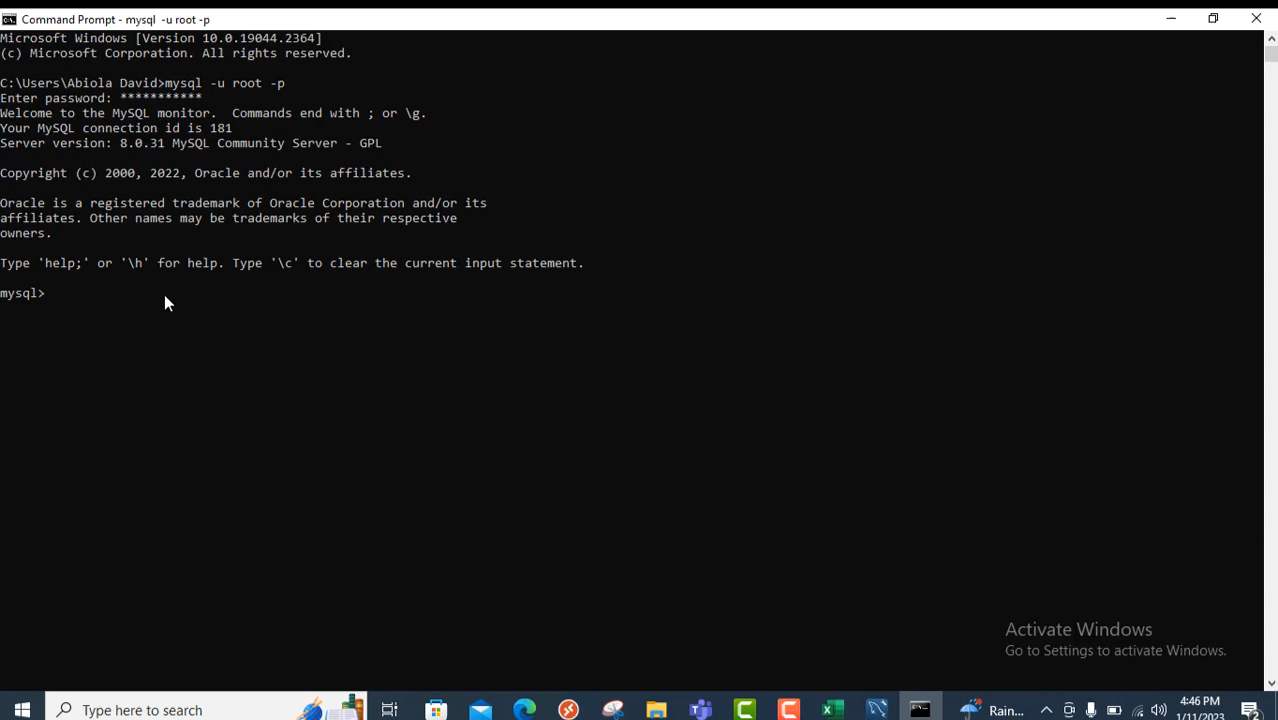 Command Prompt - mysql -u root -p
Microsoft Windows [Version 10.0.19044.2364]
(c) Microsoft Corporation. All rights reserved.
C:\Users\Abiola David>mysql -u root -p
Enter password: ***********
Welcome to the MySQL monitor.  Commands end with ; or \g.
Your MySQL connection id is 181
Server version: 8.0.31 MySQL Community Server - GPL
Copyright (c) 2000, 2022, Oracle and/or its affiliates.
Oracle is a registered trademark of Oracle Corporation and/or its
affiliates. Other names may be trademarks of their respective
owners.
Type 'help;' or '\h' for help. Type '\c' to clear the current input statement.
mysql>
Activate Windows
Go to Settings to activate Windows.
Type here to search
Rain...
4:46 PM
1/11/2023
2